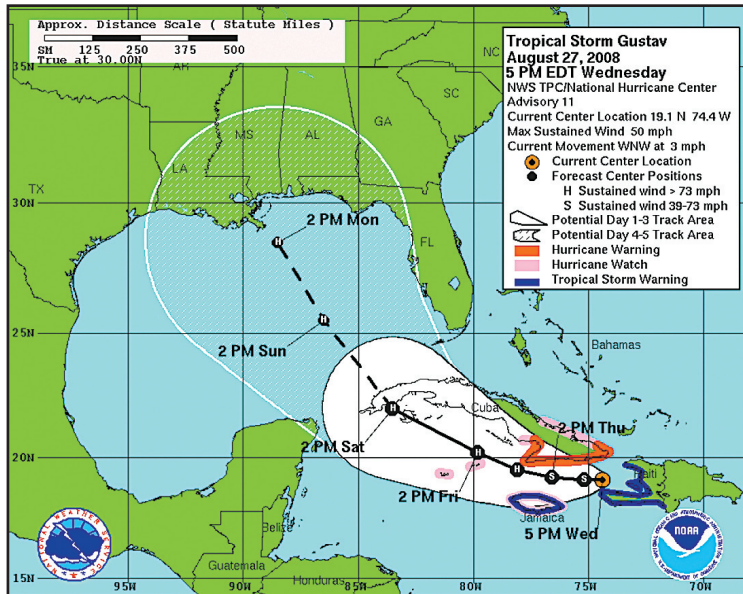 Approx. Distance Scale ( Statute Miles )
SM 125 250 375 500
True at 30.00N
Tropical Storm Gustav
August 27, 2008
5 PM EDT Wednesday
NWS TPC/National Hurricane Center
Advisory 11
Current Center Location 19.1 N 74.4 W
Max Sustained Wind 50 mph
Current Movement WNW at 3 mph
Current Center Location
Forecast Center Positions
H Sustained wind > 73 mph
S Sustained wind 39-73 mph
Potential Day 1-3 Track Area
Potential Day 4-5 Track Area
Hurricane Warning
Hurricane Watch
Tropical Storm Warning
35N
AR
NC
SC
MS
AL
GA
LA
TX
30N
2 PM Mon
FL
H
H
25N
2 PM Sun
Bahamas
Cuba
H
2 PM Thu
2 PM Sat
20N
H
H
S
S
Haiti
2 PM Fri
Jamaica
5 PM Wed
Belize
Guatemala
Honduras
NATIONAL WEATHER SERVICE
NOAA
15N
95W
90W
85W
80W
75W
70W